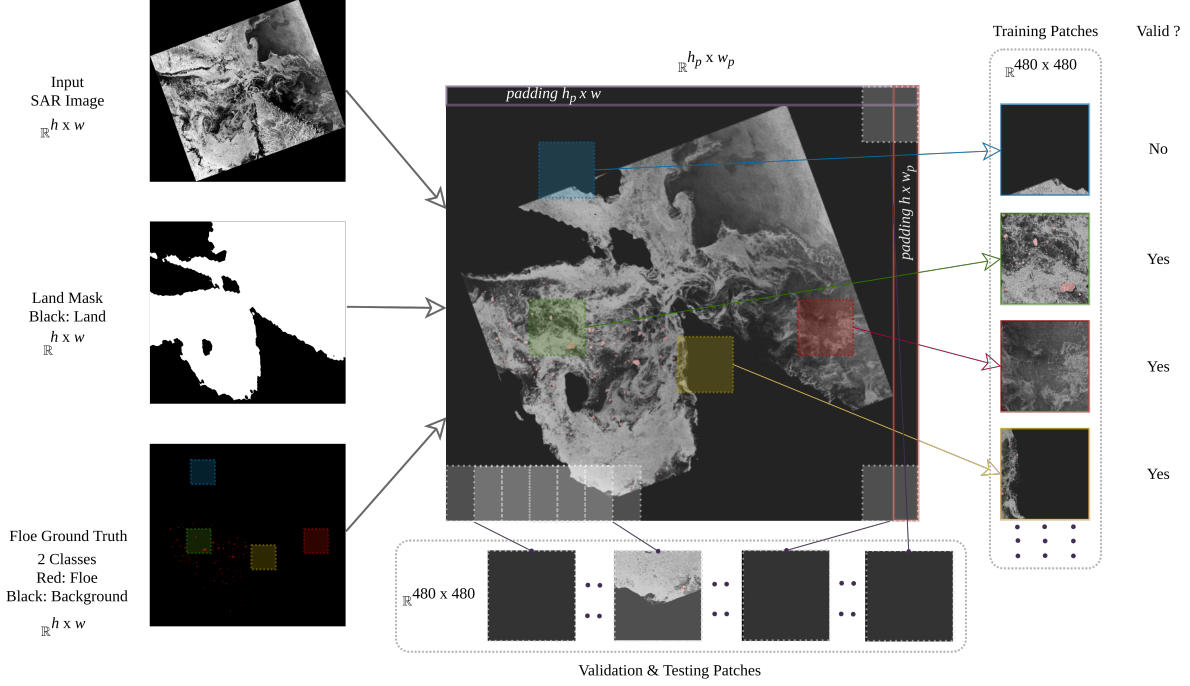 Input
SAR Image
ℝh x w
Land Mask
Black: Land
ℝh x w
Floe Ground Truth
2 Classes
Red: Floe
Black: Background
ℝh x w
ℝhp x wp
padding hp x w
padding h x wp
Training Patches
Valid ?
ℝ480 x 480
No
Yes
Yes
Yes
ℝ480 x 480
Validation & Testing Patches